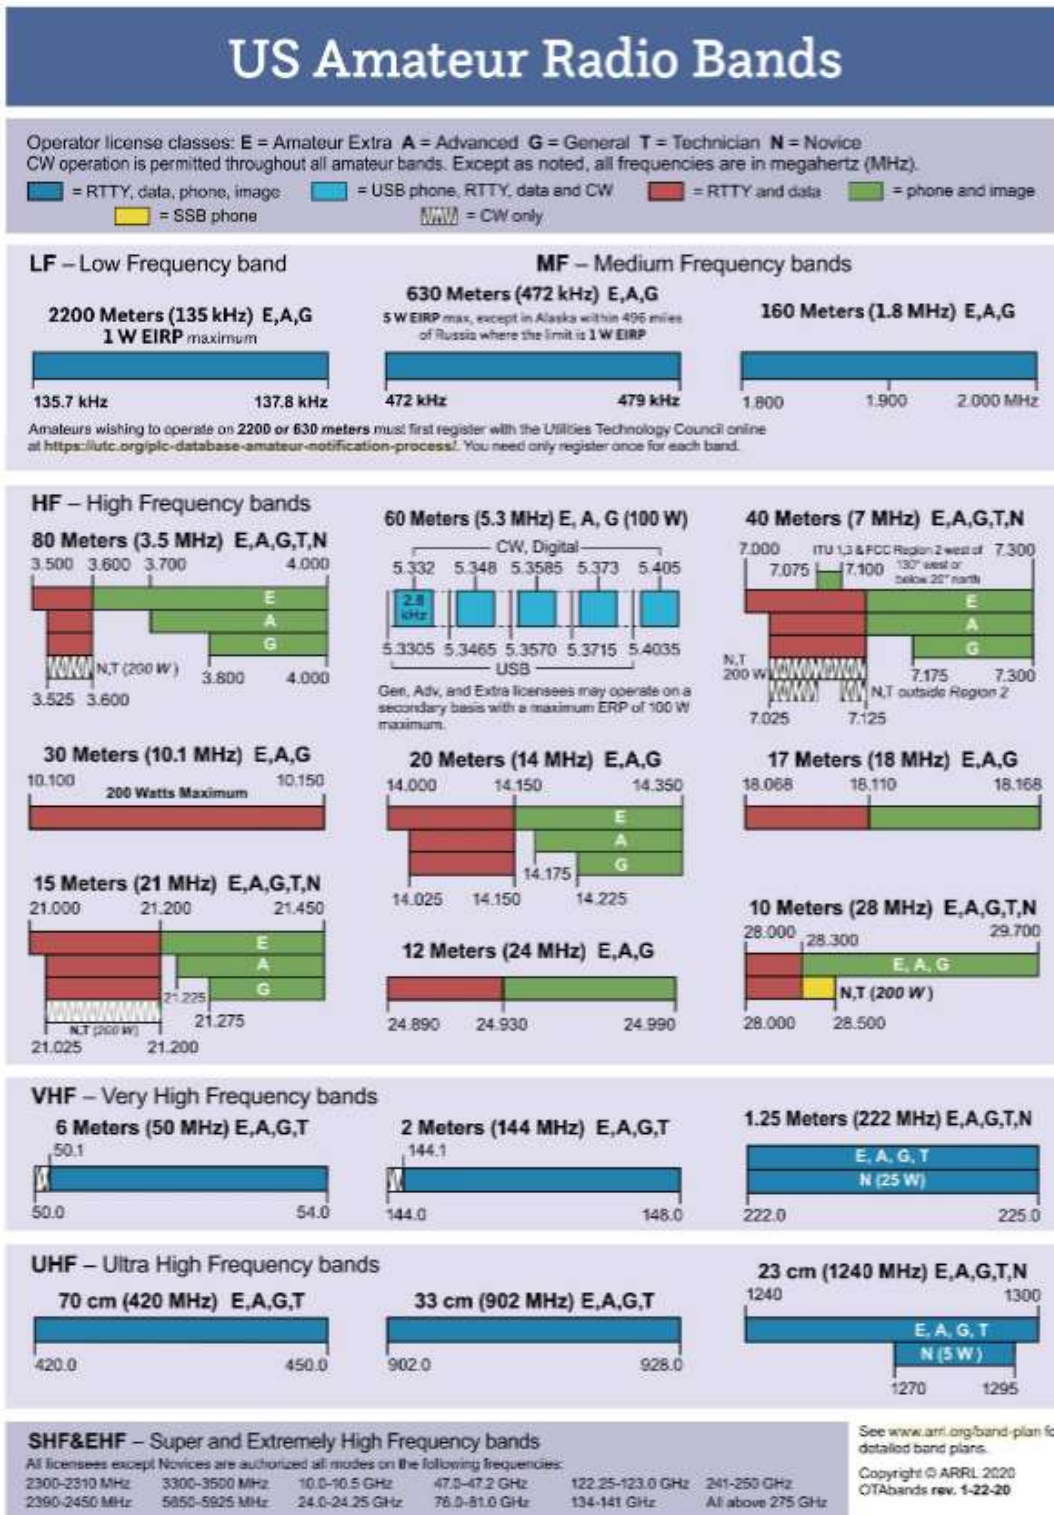 US Amateur Radio Bands
Operator license classes: E = Amateur Extra A = Advanced G = General T = Technician N = Novice
CW operation is permitted throughout all amateur bands. Except as noted, all frequencies are in megahertz (MHz).
= RTTY, data, phone, image = USB phone, RTTY, data and CW = RTTY and data = phone and image
= SSB phone = CW only
LF – Low Frequency band
2200 Meters (135 kHz) E,A,G
1 W EIRP maximum
135.7 kHz 137.8 kHz
MF – Medium Frequency bands
630 Meters (472 kHz) E,A,G
5 W EIRP max, except in Alaska within 496 miles
of Russia where the limit is 1 W EIRP
472 kHz 479 kHz
160 Meters (1.8 MHz) E,A,G
1.800 1.900 2.000 MHz
Amateurs wishing to operate on 2200 or 630 meters must first register with the Utilities Technology Council online
at https://utc.org/plc-database-amateur-notification-process/. You need only register once for each band.
HF – High Frequency bands
80 Meters (3.5 MHz) E,A,G,T,N
3.500 3.600 3.700 4.000
E
A
G
N,T (200 W)
3.800 4.000
3.525 3.600
60 Meters (5.3 MHz) E, A, G (100 W)
CW, Digital
5.332 5.348 5.3585 5.373 5.405
2.8
kHz
5.3305 5.3465 5.3570 5.3715 5.4035
USB
Gen, Adv, and Extra licensees may operate on a
secondary basis with a maximum ERP of 100 W
maximum.
40 Meters (7 MHz) E,A,G,T,N
7.000 ITU 1,3 & FCC Region 2 west of 7.300
7.075 7.100 130° west or
below 20° north
E
A
G
N,T
200 W
7.175 7.300
N,T outside Region 2
7.025 7.125
30 Meters (10.1 MHz) E,A,G
10.100 10.150
200 Watts Maximum
20 Meters (14 MHz) E,A,G
14.000 14.150 14.350
E
A
G
14.175
14.025 14.150 14.225
17 Meters (18 MHz) E,A,G
18.068 18.110 18.168
15 Meters (21 MHz) E,A,G,T,N
21.000 21.200 21.450
E
A
G
21.225
21.275
N,T (200 W)
21.025 21.200
12 Meters (24 MHz) E,A,G
24.890 24.930 24.990
10 Meters (28 MHz) E,A,G,T,N
28.000 28.300 29.700
E, A, G
N,T (200 W)
28.000 28.500
VHF – Very High Frequency bands
6 Meters (50 MHz) E,A,G,T
50.1
50.0 54.0
2 Meters (144 MHz) E,A,G,T
144.1
144.0 148.0
1.25 Meters (222 MHz) E,A,G,T,N
E, A, G, T
N (25 W)
222.0 225.0
UHF – Ultra High Frequency bands
70 cm (420 MHz) E,A,G,T
420.0 450.0
33 cm (902 MHz) E,A,G,T
902.0 928.0
23 cm (1240 MHz) E,A,G,T,N
1240 1300
E, A, G, T
N (5 W)
1270 1295
SHF&EHF – Super and Extremely High Frequency bands
All licensees except Novices are authorized all modes on the following frequencies:
2300-2310 MHz 3300-3500 MHz 10.0-10.5 GHz 47.0-47.2 GHz 122.25-123.0 GHz 241-250 GHz
2390-2450 MHz 5650-5925 MHz 24.0-24.25 GHz 76.0-81.0 GHz 134-141 GHz All above 275 GHz
See www.arrl.org/band-plan fo
detailed band plans.
Copyright © ARRL 2020
OTAbands rev. 1-22-20